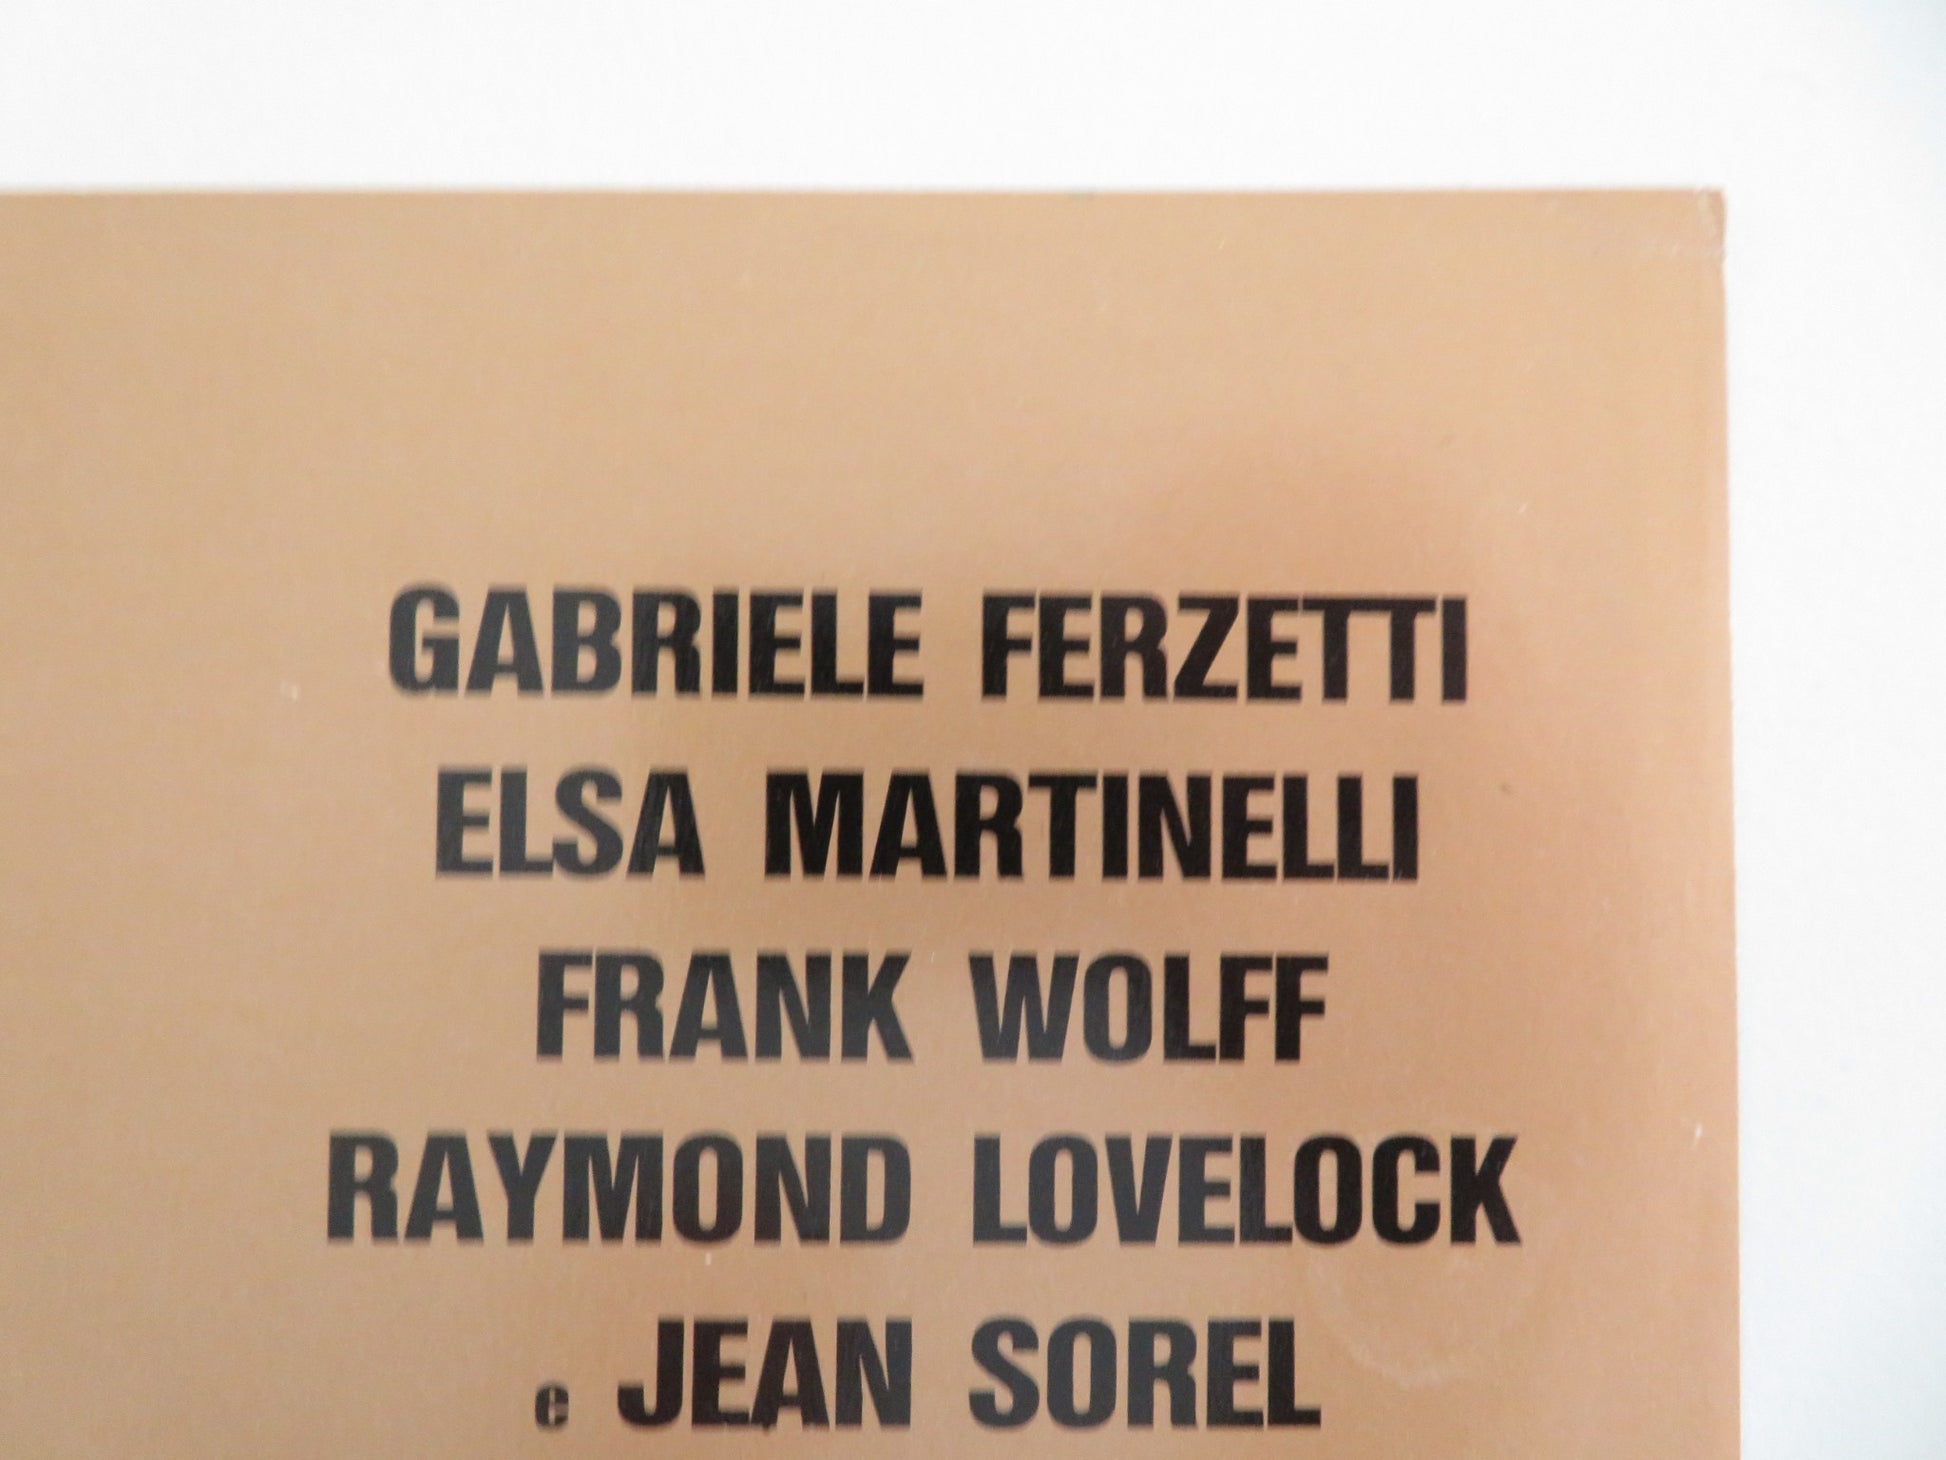 GABRIELE FERZETTI
ELSA MARTINELLI
FRANK WOLFF
RAYMOND LOVELOCK
e JEAN SOREL